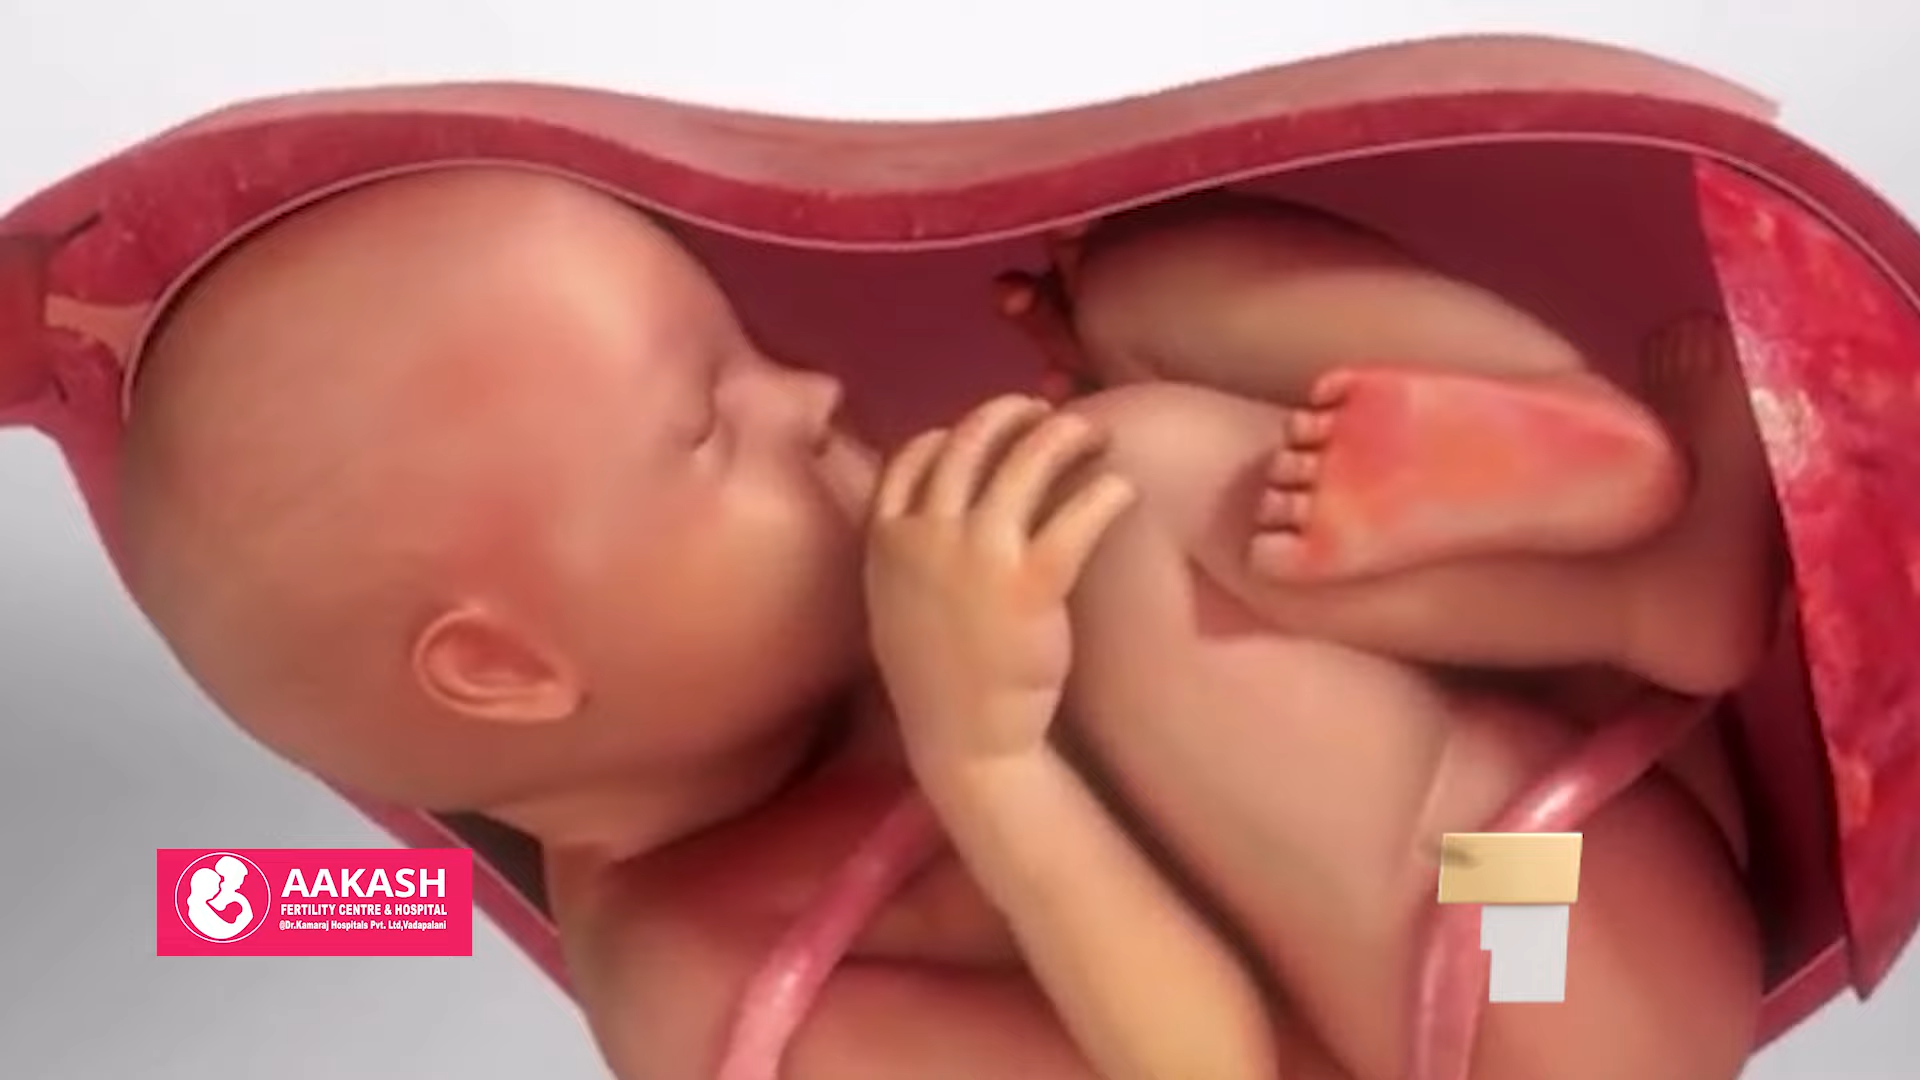 AAKASH
FERTILITY CENTRE & HOSPITAL
@Dr.Kamaraj Hospitals Pvt. Ltd,Vadapalani